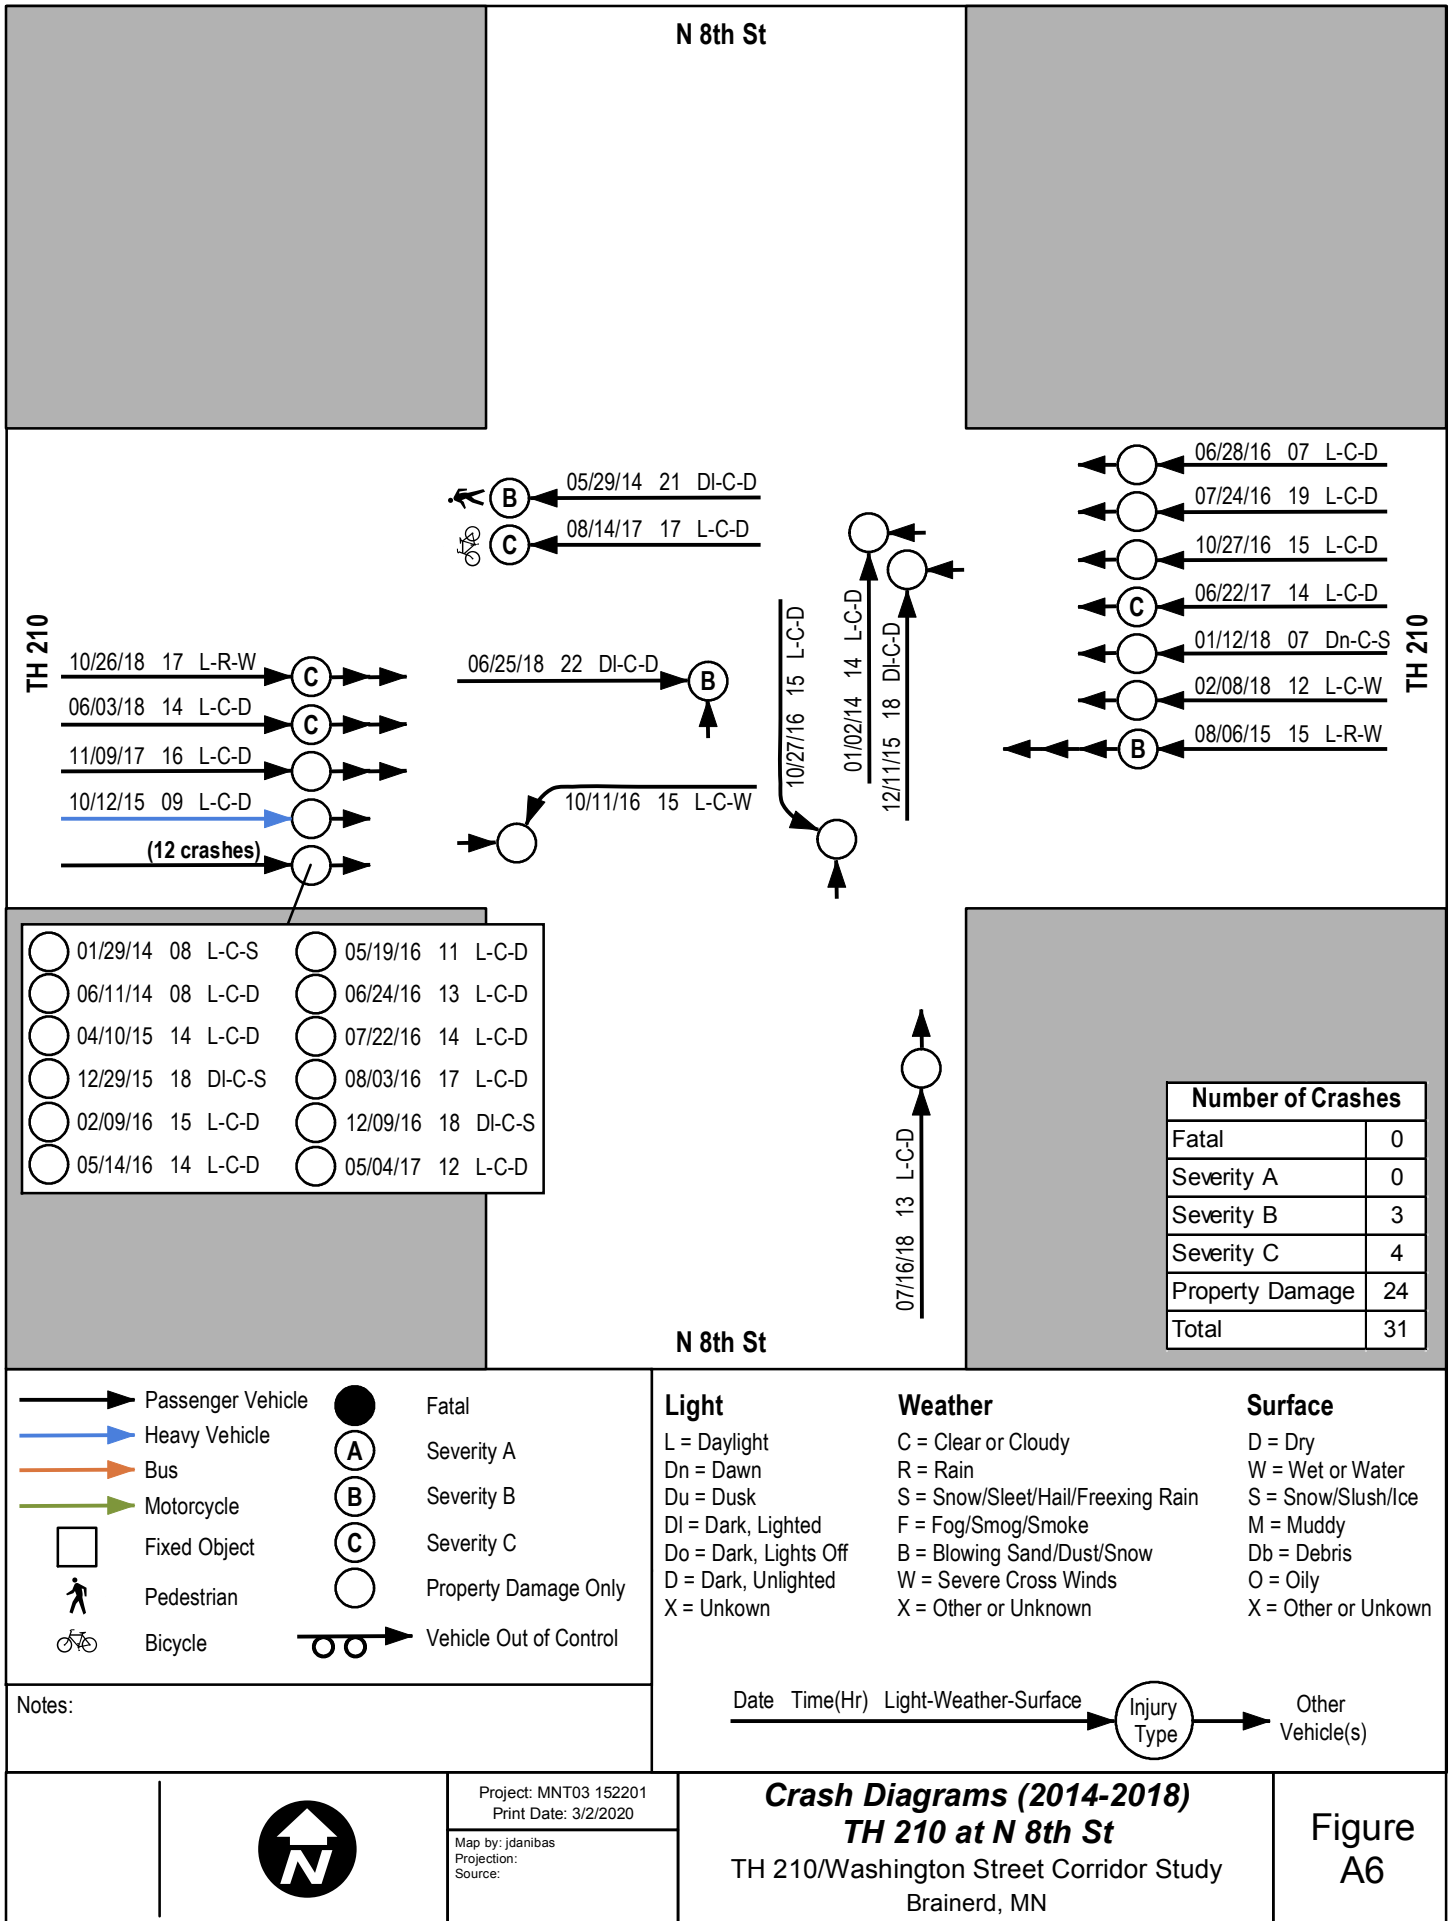 N 8th St
05/29/14 21 Dl-C-D
B
08/14/17 17 L-C-D
C
06/28/16 07 L-C-D
07/24/16 19 L-C-D
10/27/16 15 L-C-D
06/22/17 14 L-C-D
C
01/12/18 07 Dn-C-S
02/08/18 12 L-C-W
08/06/15 15 L-R-W
B
TH 210
TH 210
10/26/18 17 L-R-W
C
06/03/18 14 L-C-D
C
11/09/17 16 L-C-D
10/12/15 09 L-C-D
(12 crashes)
06/25/18 22 Dl-C-D
B
10/11/16 15 L-C-W
10/27/16 15 L-C-D
01/02/14 14 L-C-D
12/11/15 18 Dl-C-D
01/29/14 08 L-C-S
06/11/14 08 L-C-D
04/10/15 14 L-C-D
12/29/15 18 Dl-C-S
02/09/16 15 L-C-D
05/14/16 14 L-C-D
05/19/16 11 L-C-D
06/24/16 13 L-C-D
07/22/16 14 L-C-D
08/03/16 17 L-C-D
12/09/16 18 Dl-C-S
05/04/17 12 L-C-D
07/16/18 13 L-C-D
Number of Crashes
Fatal 0
Severity A 0
Severity B 3
Severity C 4
Property Damage 24
Total 31
N 8th St
Passenger Vehicle
Heavy Vehicle
Bus
Motorcycle
Fixed Object
Pedestrian
Bicycle
Fatal
A Severity A
B Severity B
C Severity C
Property Damage Only
Vehicle Out of Control
Light
L = Daylight
Dn = Dawn
Du = Dusk
Dl = Dark, Lighted
Do = Dark, Lights Off
D = Dark, Unlighted
X = Unkown
Weather
C = Clear or Cloudy
R = Rain
S = Snow/Sleet/Hail/Freexing Rain
F = Fog/Smog/Smoke
B = Blowing Sand/Dust/Snow
W = Severe Cross Winds
X = Other or Unknown
Surface
D = Dry
W = Wet or Water
S = Snow/Slush/Ice
M = Muddy
Db = Debris
O = Oily
X = Other or Unkown
Notes:
Date Time(Hr) Light-Weather-Surface
Injury
Type
Other
Vehicle(s)
N
Project: MNT03 152201
Print Date: 3/2/2020
Map by: jdanibas
Projection:
Source:
Crash Diagrams (2014-2018)
TH 210 at N 8th St
TH 210/Washington Street Corridor Study
Brainerd, MN
Figure
A6